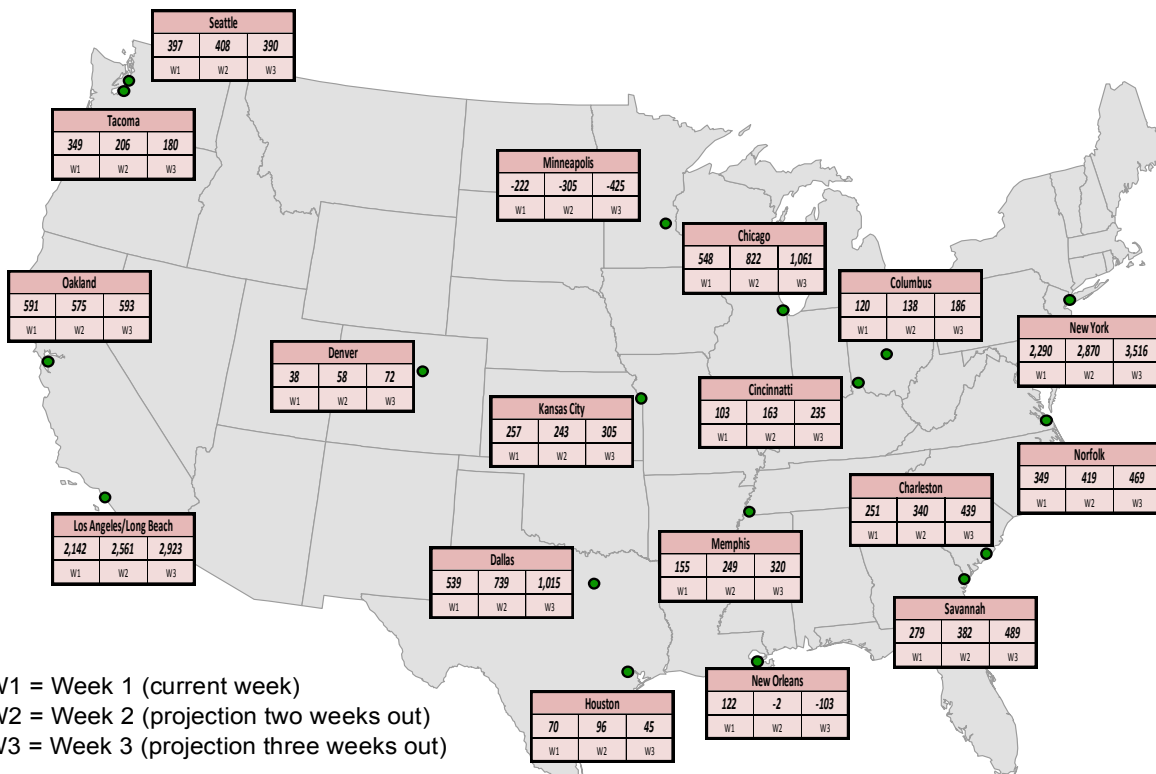 Seattle
397 408 390
W1 W2 W3
Tacoma
349 206 180
W1 W2 W3
Minneapolis
-222 -305 -425
W1 W2 W3
Chicago
548 822 1,061
W1 W2 W3
Oakland
591 575 593
W1 W2 W3
Columbus
120 138 186
W1 W2 W3
New York
2,290 2,870 3,516
W1 W2 W3
Denver
38 58 72
W1 W2 W3
Cincinnatti
103 163 235
W1 W2 W3
Kansas City
257 243 305
W1 W2 W3
Norfolk
349 419 469
W1 W2 W3
Charleston
251 340 439
W1 W2 W3
Los Angeles/Long Beach
2,142 2,561 2,923
W1 W2 W3
Memphis
155 249 320
W1 W2 W3
Dallas
539 739 1,015
W1 W2 W3
Savannah
279 382 489
W1 W2 W3
New Orleans
122 -2 -103
W1 W2 W3
Houston
70 96 45
W1 W2 W3
W1 = Week 1 (current week)
W2 = Week 2 (projection two weeks out)
W3 = Week 3 (projection three weeks out)